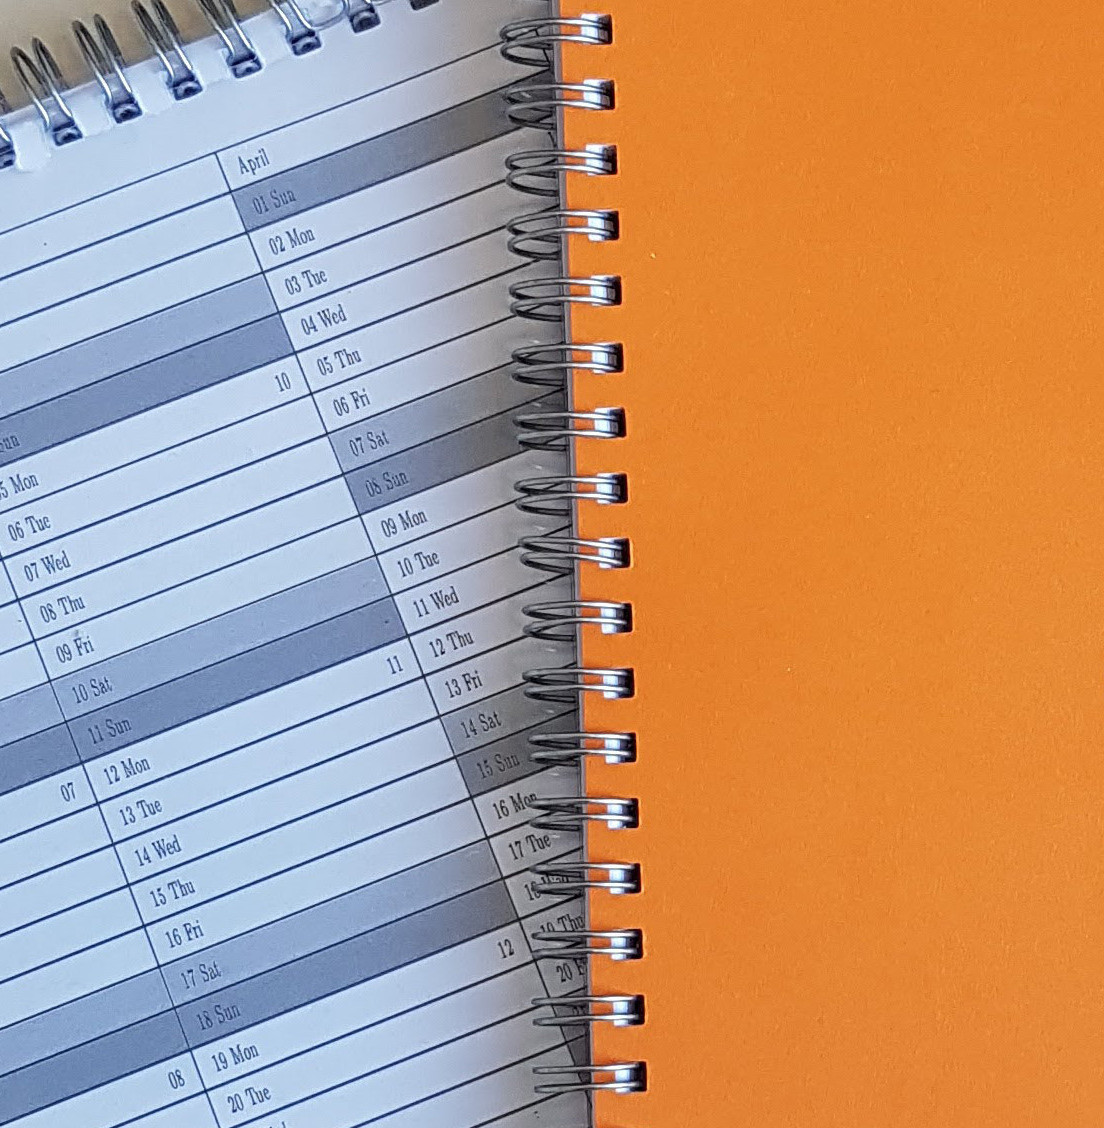 April
01 Sun
02 Mon
03 Tue
04 Wed
05 Thu
06 Fri
07 Sat
08 Sun
09 Mon
10 Tue
11 Wed
12 Thu
13 Fri
14 Sat
15 Sun
16 Mon
17 Tue
20
10
Mon
06 Tue
07 Wed
08 Thu
09 Fri
10 Sat
11 Sun
11
12 Mon
13 Tue
14 Wed
15 Thu
16 Fri
17 Sat
18 Sun
12
19 Mon
20 Tue
07
08